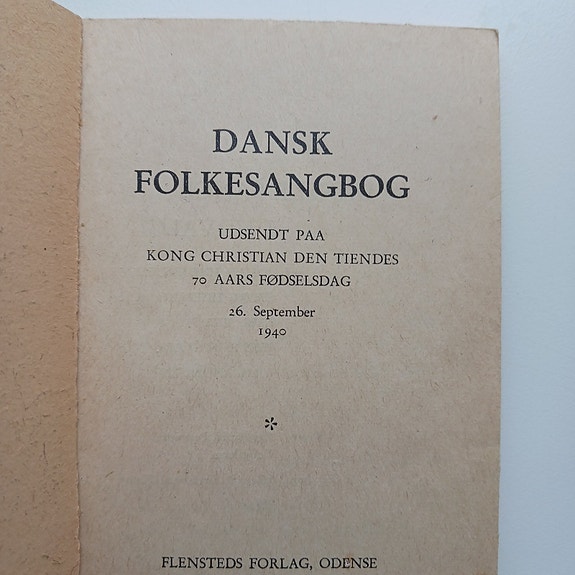 DANSK
FOLKESANGBOG
UDSENDT PAA
KONG CHRISTIAN DEN TIENDES
70 AARS FØDSELSDAG
26. September
1940
*
FLENSTEDS FORLAG, ODENSE